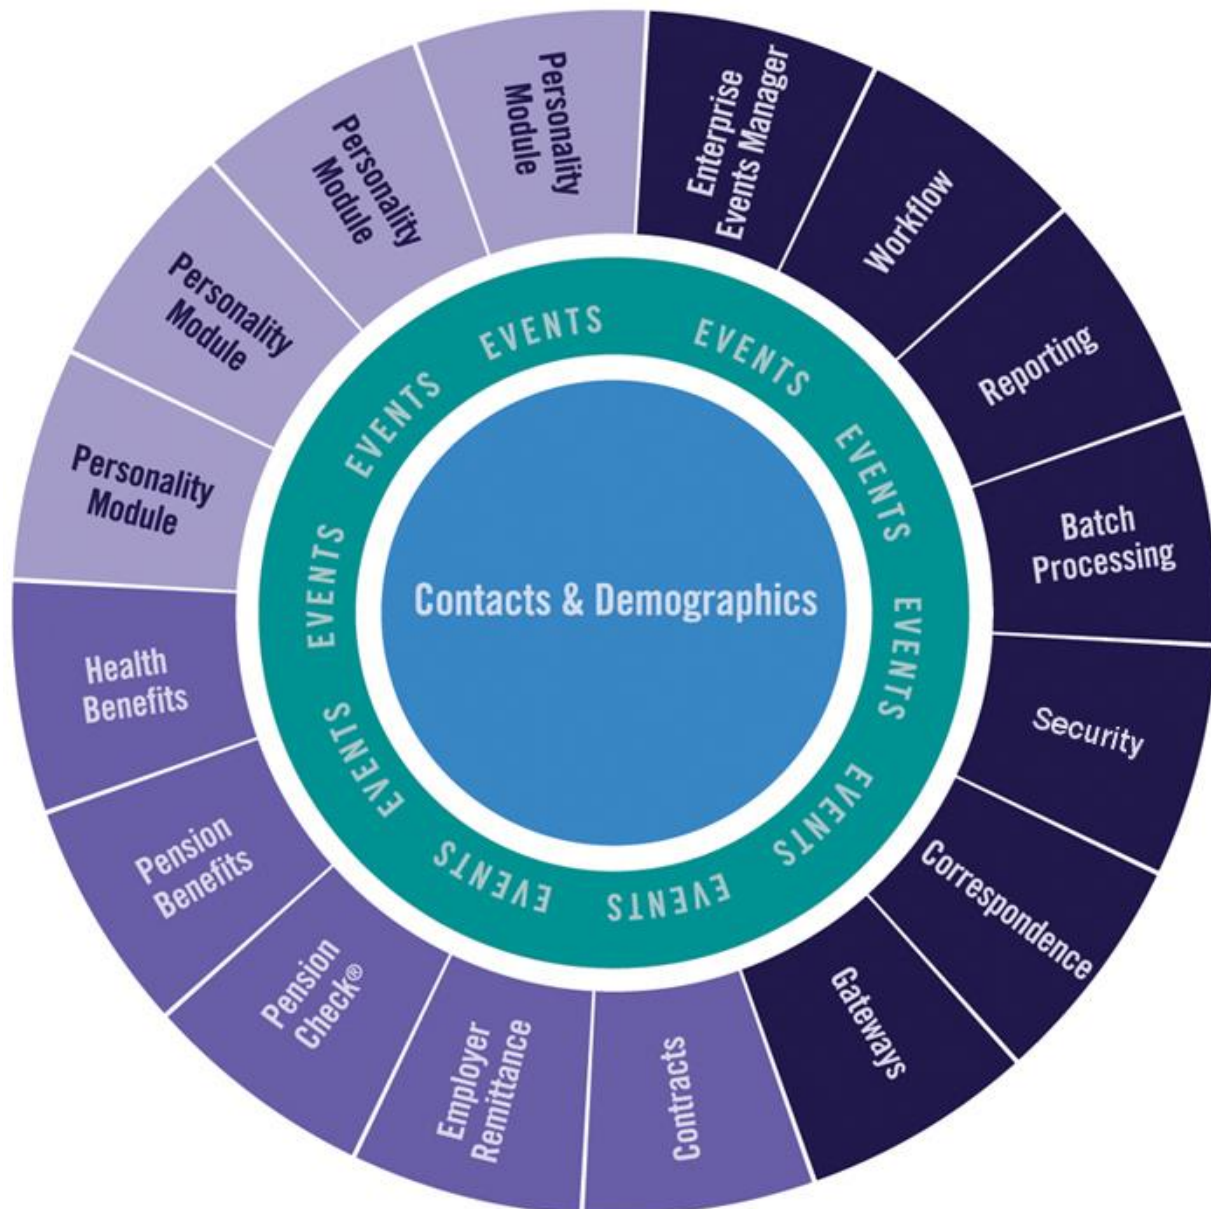 Personality
Module
Personality
Module
Personality
Module
Personality
Module
Enterprise
Events Manager
Workflow
Reporting
Batch
Processing
Security
Correspondence
Gateways
Contracts
Employer
Remittance
Pension
Check®
Pension
Benefits
Health
Benefits
EVENTS
EVENTS
EVENTS
EVENTS
EVENTS
EVENTS
EVENTS
EVENTS
EVENTS
EVENTS
Contacts & Demographics